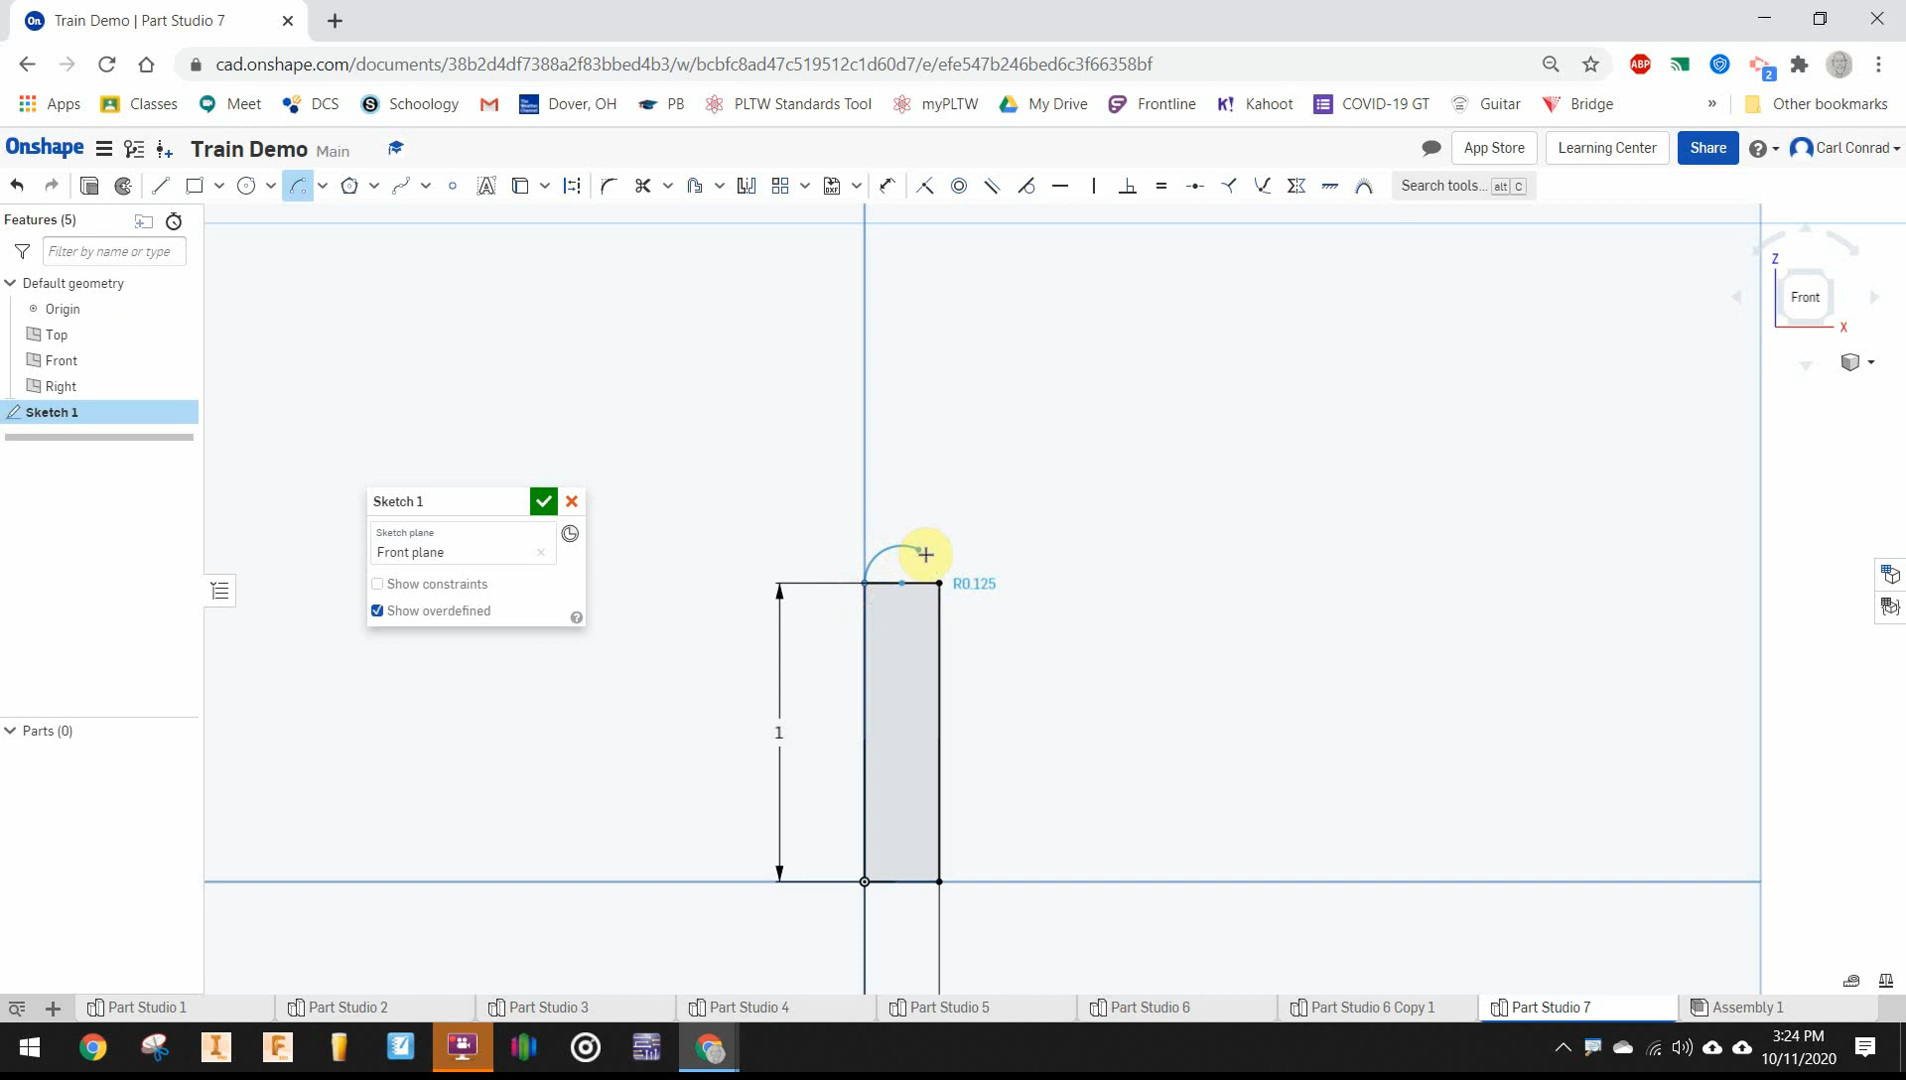 Train Demo | Part Studio 7
cad.onshape.com/documents/38b2d4df7388a2f83bbed4b3/w/bcbfc8ad47c519512c1d60d7/e/efe547b246bed6c3f66358bf
ABP
2
Apps Classes Meet DCS Schoology Dover, OH PB PLTW Standards Tool myPLTW My Drive Frontline Kahoot COVID-19 GT Guitar Bridge » Other bookmarks
Onshape Train Demo Main App Store Learning Center Share Carl Conrad
Search tools... alt C
Features (5)
Filter by name or type
Default geometry
Origin
Top
Front
Right
Sketch 1
Parts (0)
Z
Front
X
Sketch 1
Sketch plane
Front plane
Show constraints
Show overdefined
R0.125
1
Part Studio 1 Part Studio 2 Part Studio 3 Part Studio 4 Part Studio 5 Part Studio 6 Part Studio 6 Copy 1 Part Studio 7 Assembly 1
3:24 PM
10/11/2020